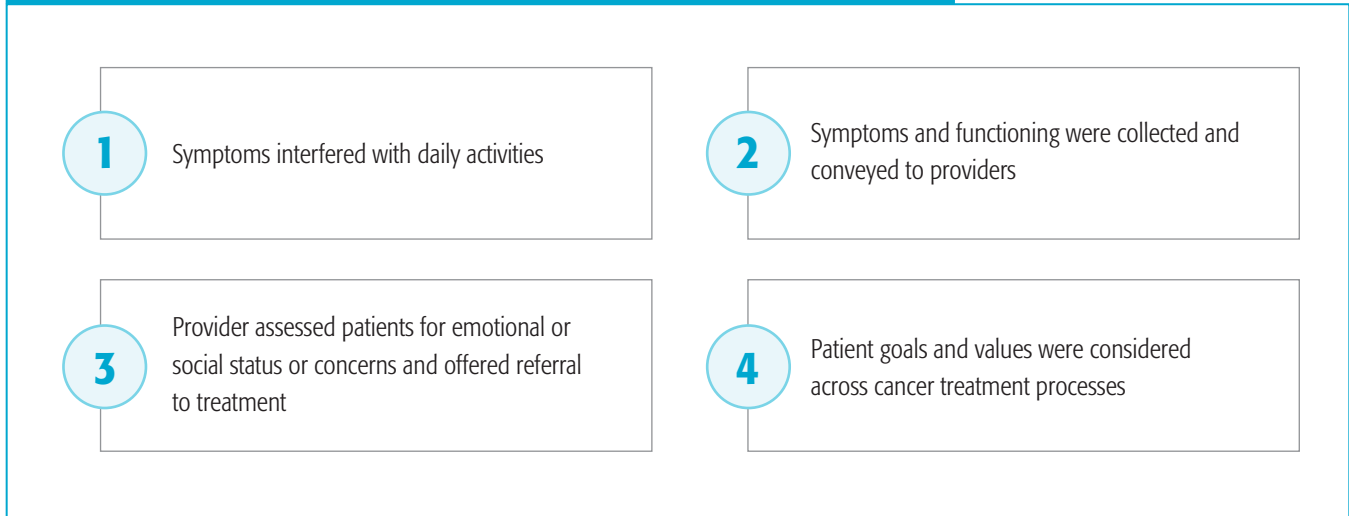 1
Symptoms interfered with daily activities
2
Symptoms and functioning were collected and
conveyed to providers
3
Provider assessed patients for emotional or
social status or concerns and offered referral
to treatment
4
Patient goals and values were considered
across cancer treatment processes